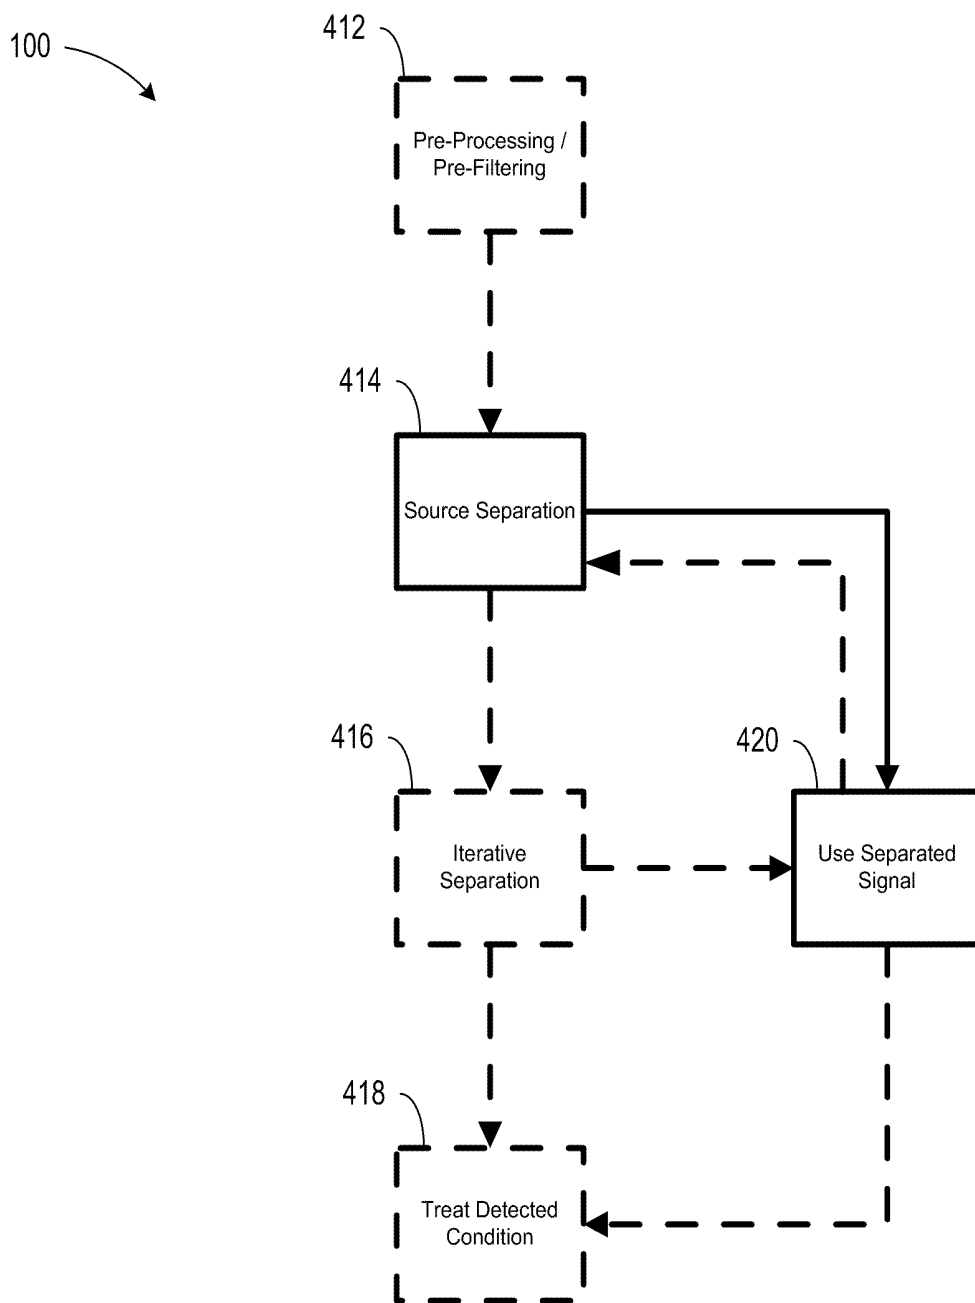 100
412
Pre-Processing /
Pre-Filtering
414
Source Separation
416
Iterative
Separation
420
Use Separated
Signal
418
Treat Detected
Condition